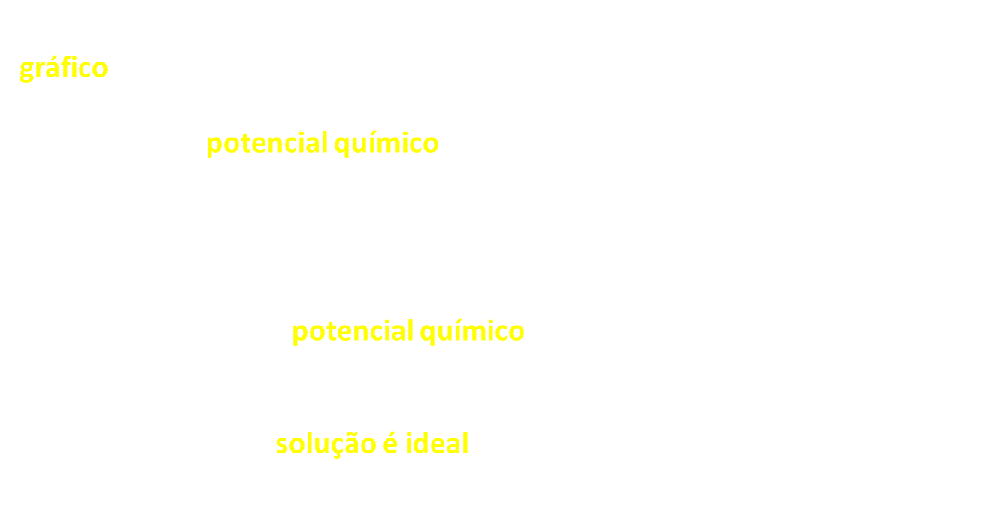 gráfico
potencial químico
potencial químico
solução é ideal